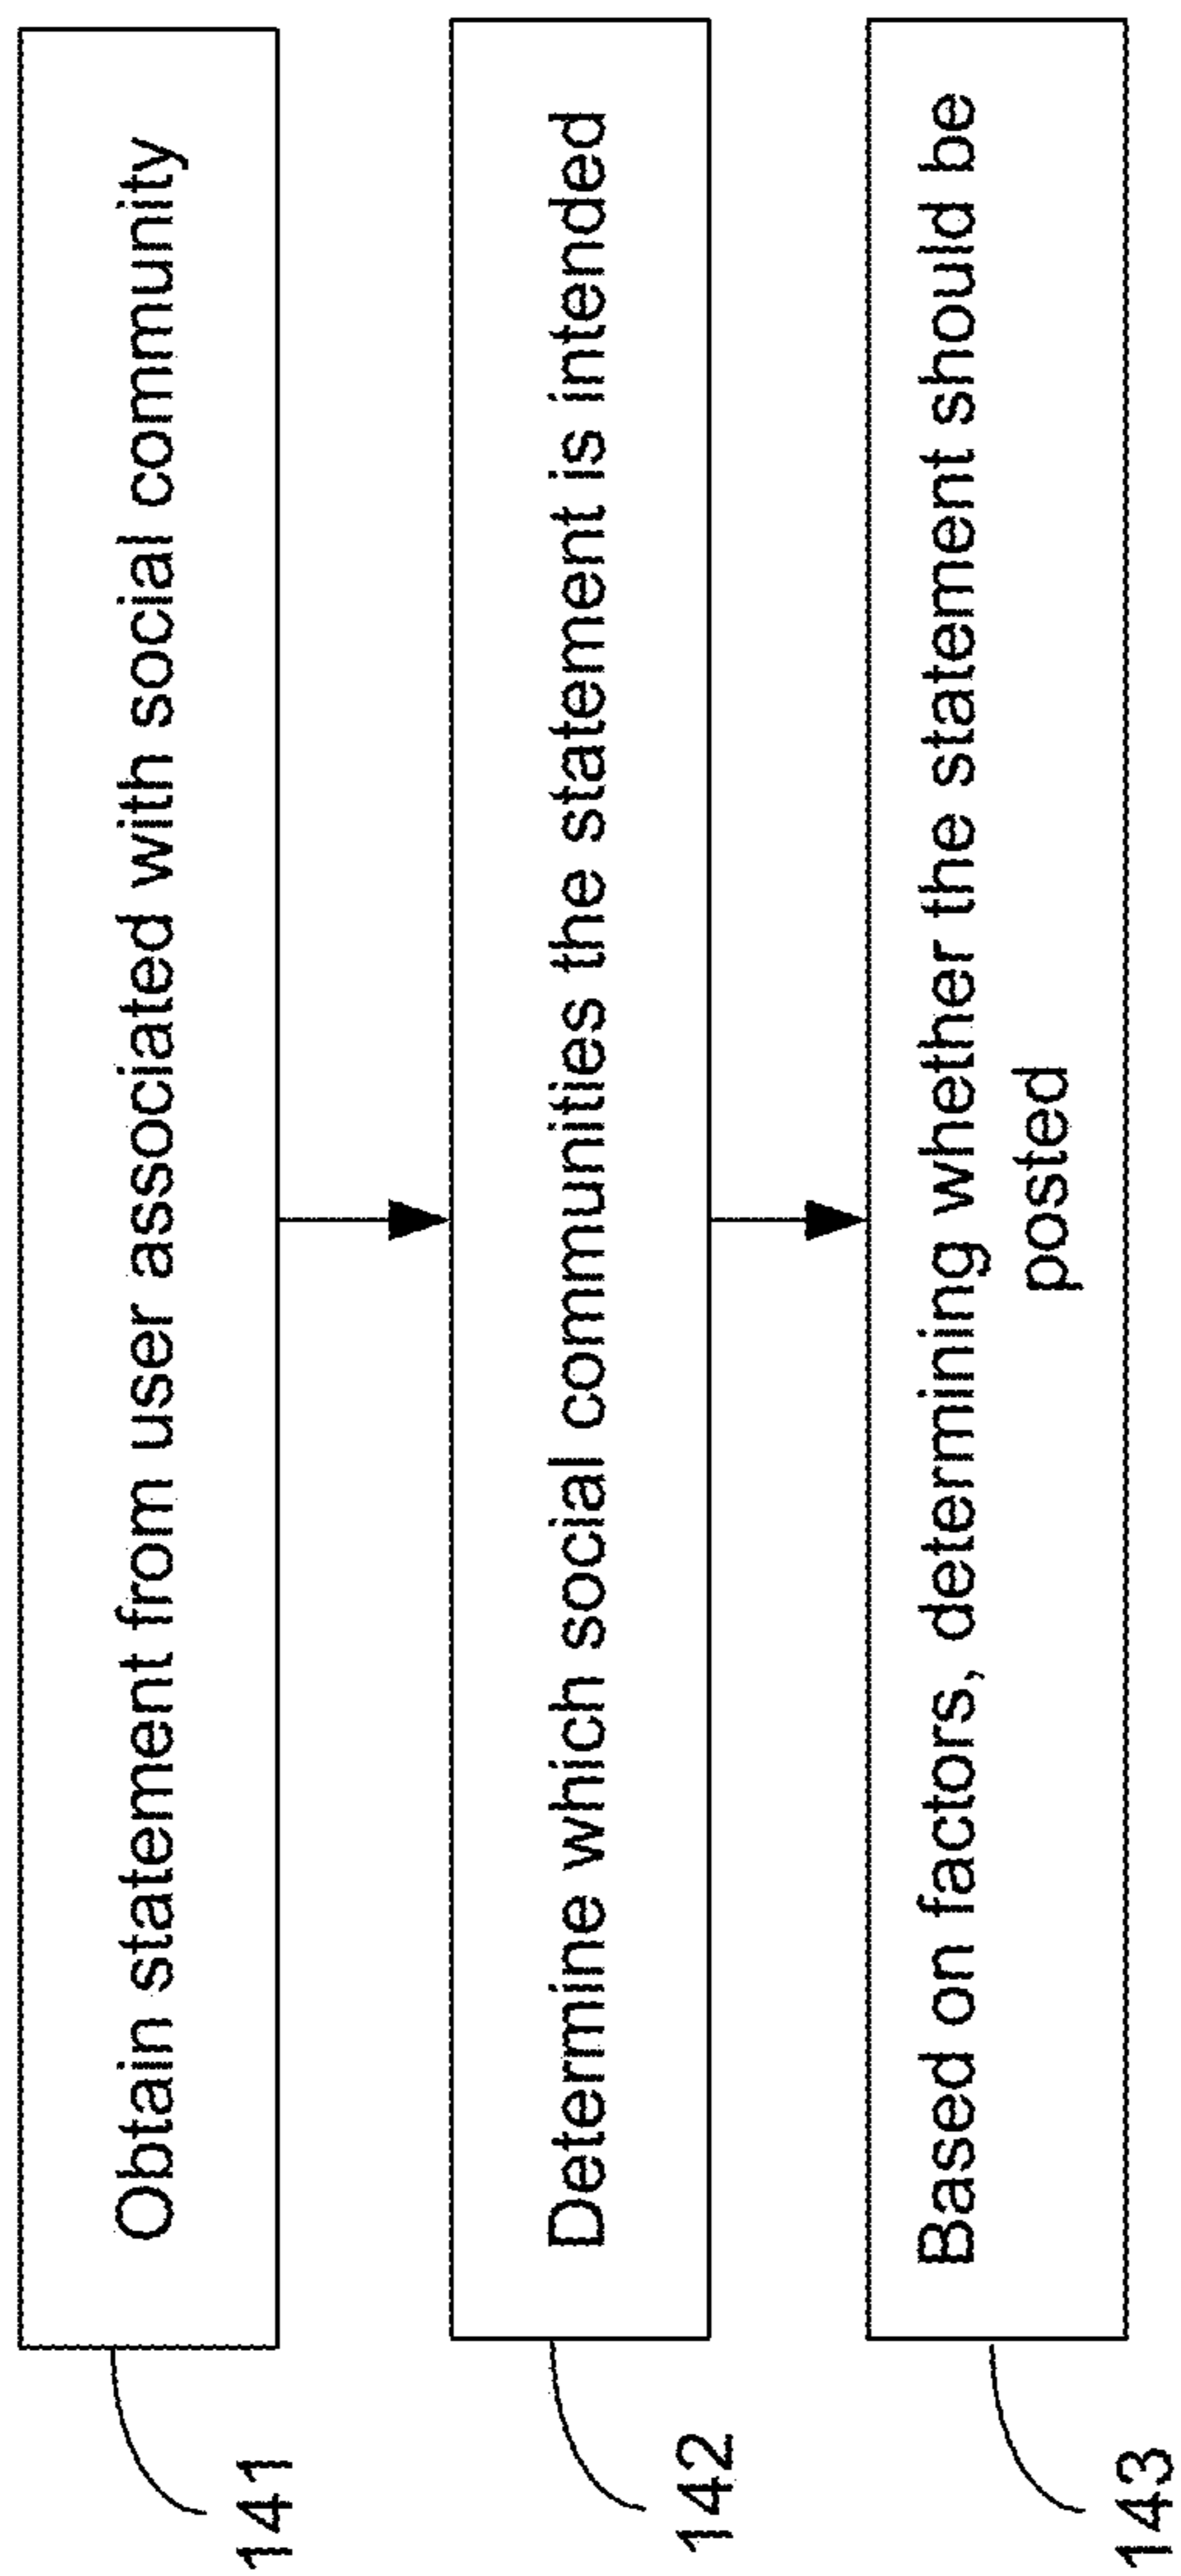 Obtain statement from user associated with social community
141
Determine which social communities the statement is intended
142
Based on factors, determining whether the statement should be
posted
143